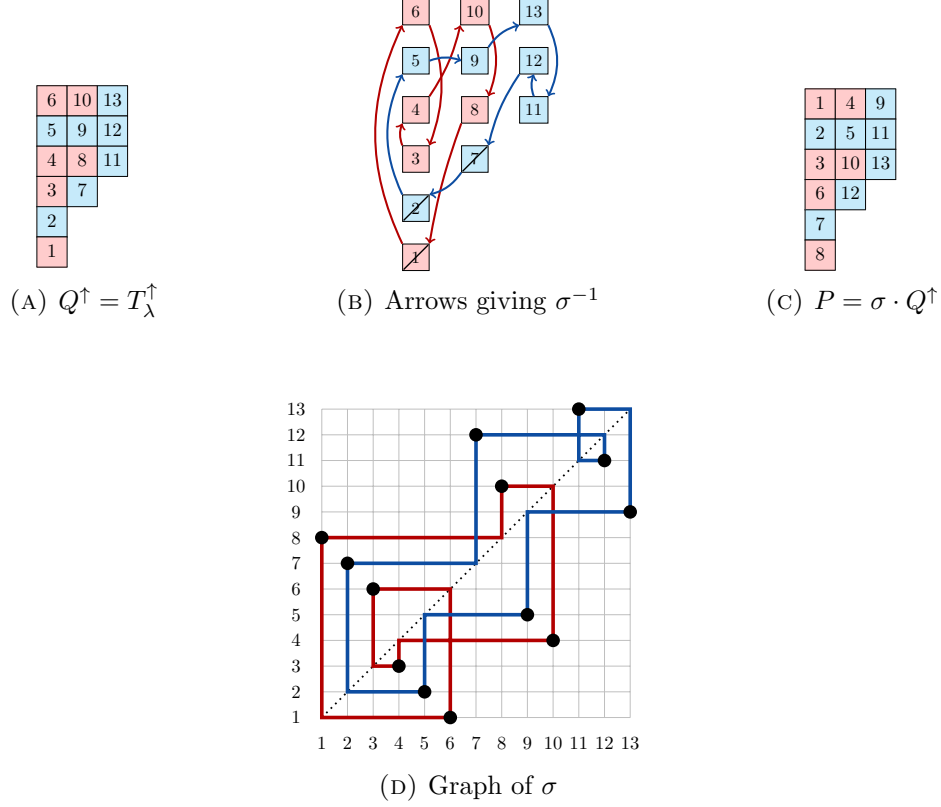 6 10 13
5 9 12
4 8 11
3 7
2
1
(A) Q↑ = T↑λ
6 10 13
5 9 12
4 8 11
3 7
2
1
(B) Arrows giving σ⁻¹
1 4 9
2 5 11
3 10 13
6 12
7
8
(C) P = σ · Q↑
13
12
11
10
9
8
7
6
5
4
3
2
1
1 2 3 4 5 6 7 8 9 10 11 12 13
(D) Graph of σ